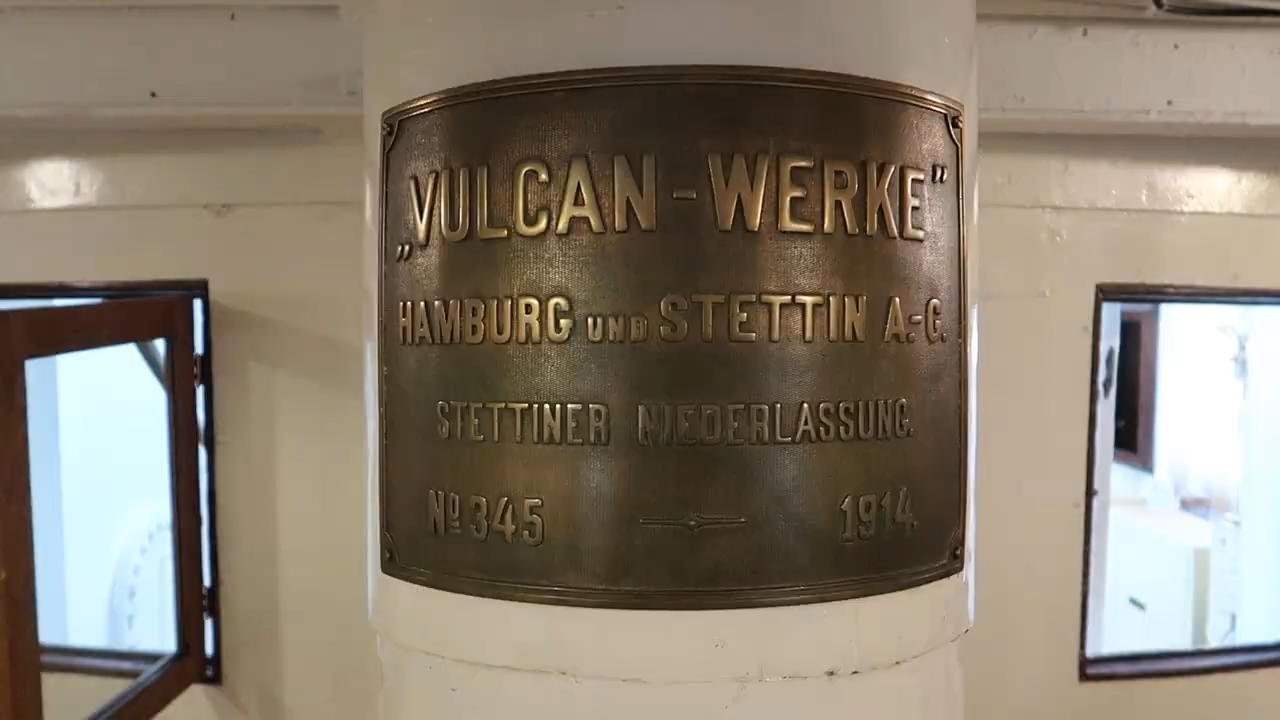 „VULCAN-WERKE”
HAMBURG UND STETTIN A.-G.
STETTINER NIEDERLASSUNG.
Nº 345 1914.